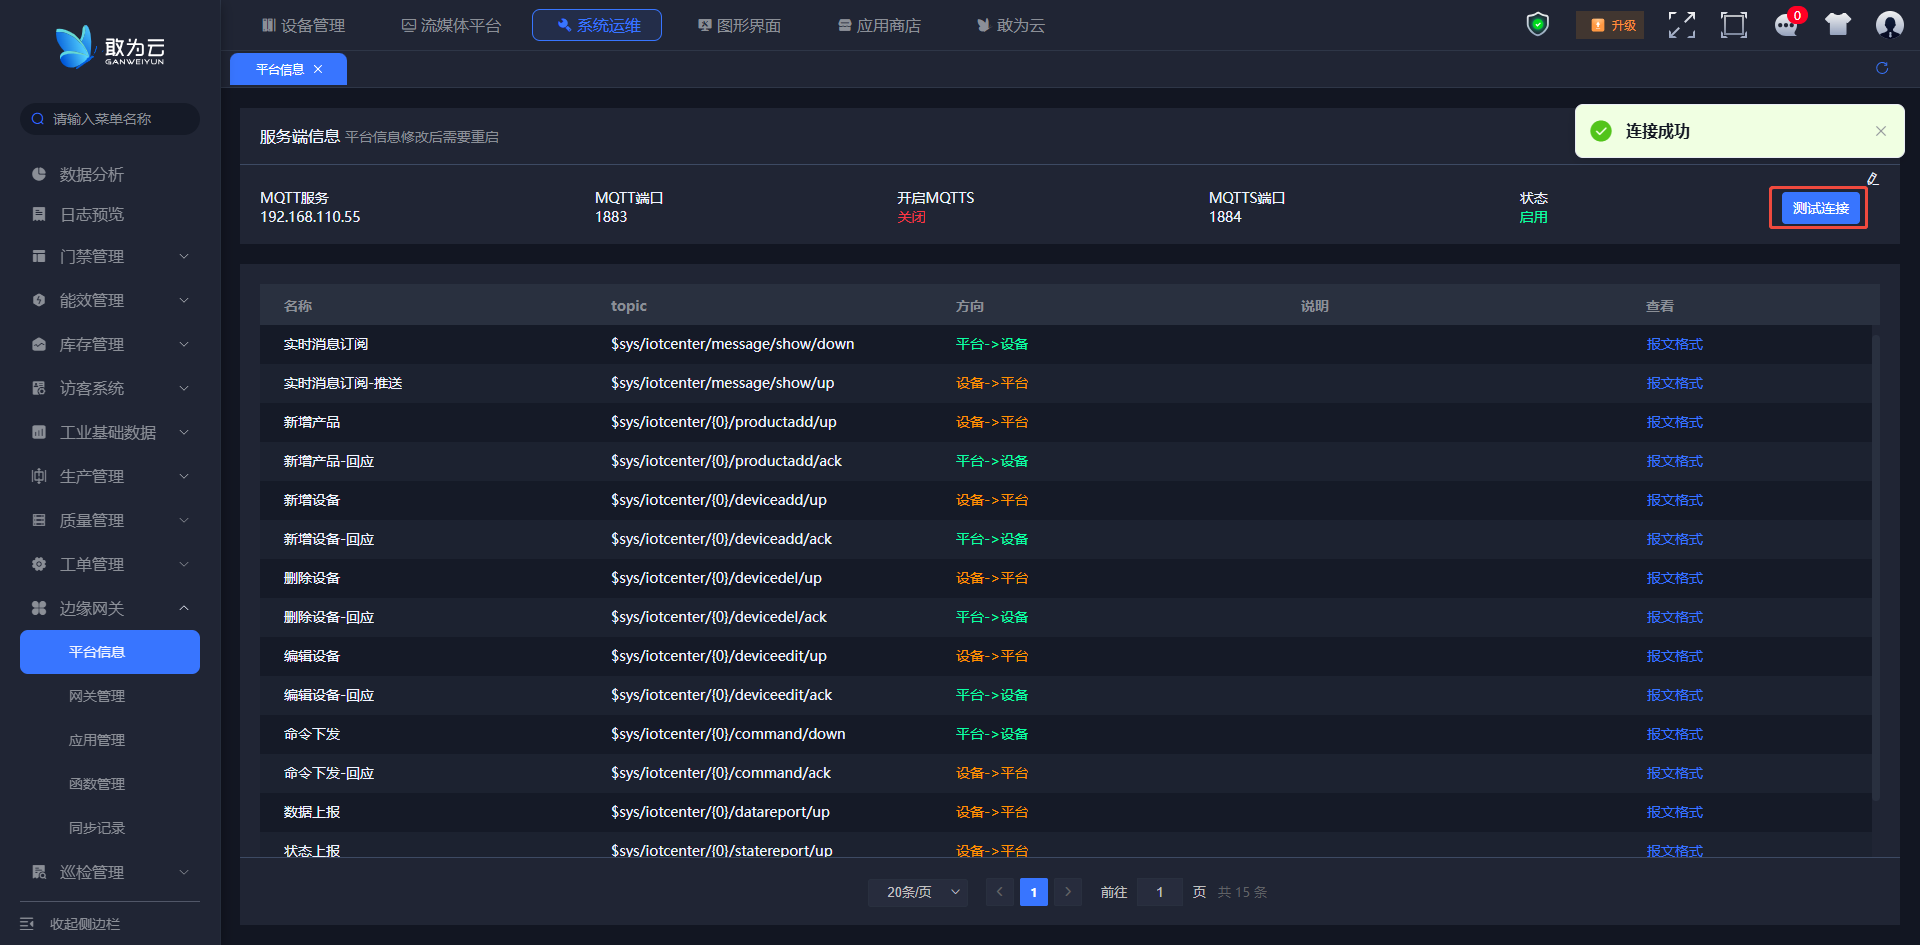 敢为云
GANWEIYUN
设备管理
流媒体平台
系统运维
图形界面
应用商店
敢为云
升级
0
平台信息
请输入菜单名称
数据分析
日志预览
门禁管理
能效管理
库存管理
访客系统
工业基础数据
生产管理
质量管理
工单管理
边缘网关
平台信息
网关管理
应用管理
函数管理
同步记录
巡检管理
收起侧边栏
服务端信息 平台信息修改后需要重启
连接成功
MQTT服务 MQTT端口 开启MQTTS MQTTS端口 状态
192.168.110.55 1883 关闭 1884 启用
测试连接
名称 topic 方向 说明 查看
实时消息订阅 $sys/iotcenter/message/show/down 平台->设备 报文格式
实时消息订阅-推送 $sys/iotcenter/message/show/up 设备->平台 报文格式
新增产品 $sys/iotcenter/{0}/productadd/up 设备->平台 报文格式
新增产品-回应 $sys/iotcenter/{0}/productadd/ack 平台->设备 报文格式
新增设备 $sys/iotcenter/{0}/deviceadd/up 设备->平台 报文格式
新增设备-回应 $sys/iotcenter/{0}/deviceadd/ack 平台->设备 报文格式
删除设备 $sys/iotcenter/{0}/devicedel/up 设备->平台 报文格式
删除设备-回应 $sys/iotcenter/{0}/devicedel/ack 平台->设备 报文格式
编辑设备 $sys/iotcenter/{0}/deviceedit/up 设备->平台 报文格式
编辑设备-回应 $sys/iotcenter/{0}/deviceedit/ack 平台->设备 报文格式
命令下发 $sys/iotcenter/{0}/command/down 平台->设备 报文格式
命令下发-回应 $sys/iotcenter/{0}/command/ack 设备->平台 报文格式
数据上报 $sys/iotcenter/{0}/datareport/up 设备->平台 报文格式
状态上报 $sys/iotcenter/{0}/statereport/up 设备->平台 报文格式
20条/页 1 前往 1 页 共 15 条